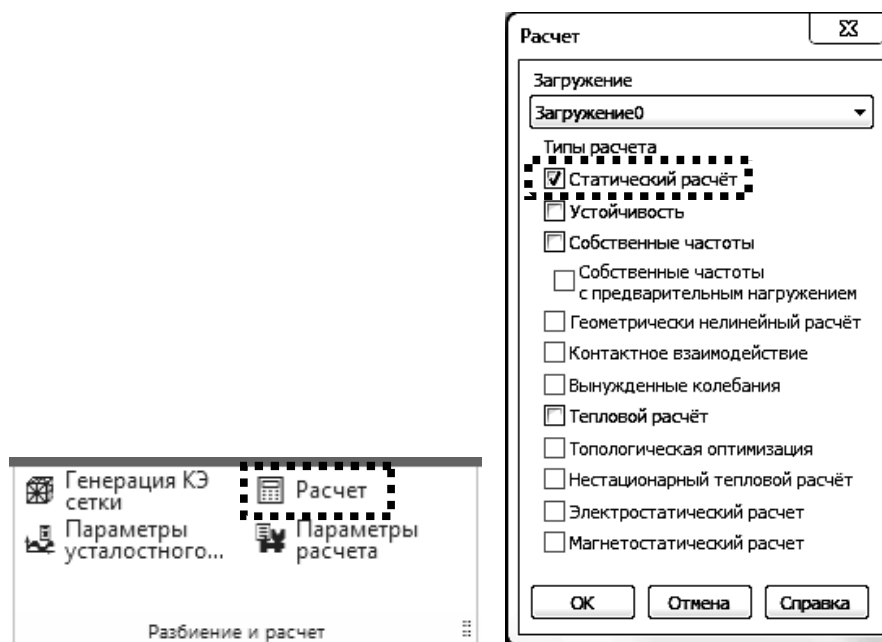 Генерация КЭ
сетки
Расчет
Параметры
усталостного...
Параметры
расчета
Разбиение и расчет
Расчет
Загружение
Загружение0
Типы расчета
Статический расчёт
Устойчивость
Собственные частоты
Собственные частоты
с предварительным нагружением
Геометрически нелинейный расчёт
Контактное взаимодействие
Вынужденные колебания
Тепловой расчёт
Топологическая оптимизация
Нестационарный тепловой расчёт
Электростатический расчет
Магнетостатический расчет
ОК
Отмена
Справка